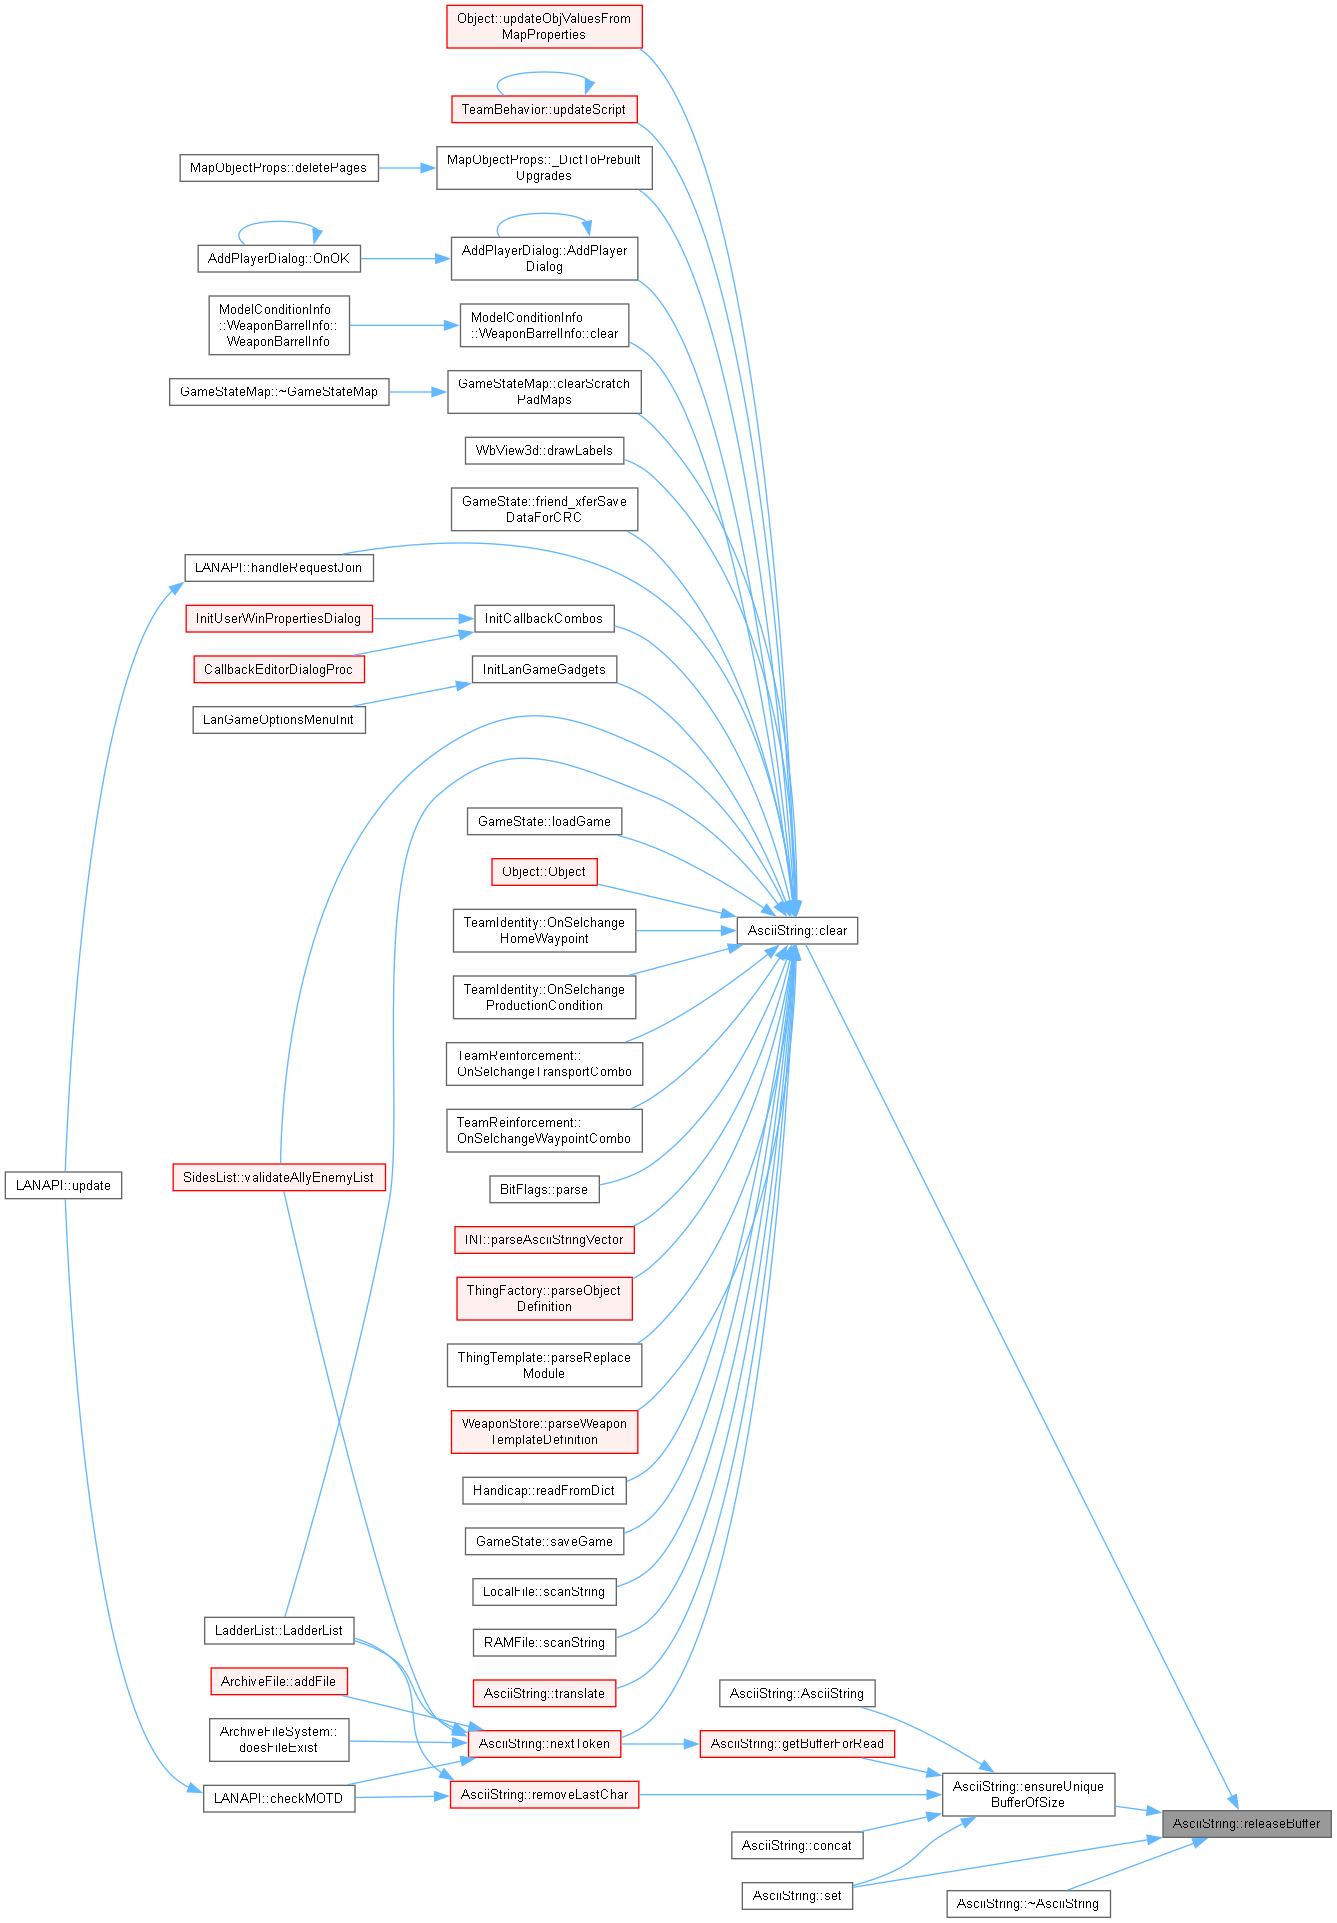 Object::updateObjValuesFrom
MapProperties
TeamBehavior::updateScript
MapObjectProps::deletePages
MapObjectProps::_DictToPrebuilt
Upgrades
AddPlayerDialog::OnOK
AddPlayerDialog::AddPlayer
Dialog
ModelConditionInfo
::WeaponBarrelInfo::
WeaponBarrelInfo
ModelConditionInfo
::WeaponBarrelInfo::clear
GameStateMap::~GameStateMap
GameStateMap::clearScratch
PadMaps
WbView3d::drawLabels
GameState::friend_xferSave
DataForCRC
LANAPI::handleRequestJoin
InitUserWinPropertiesDialog
InitCallbackCombos
CallbackEditorDialogProc
InitLanGameGadgets
LanGameOptionsMenuInit
GameState::loadGame
Object::Object
TeamIdentity::OnSelchange
HomeWaypoint
AsciiString::clear
TeamIdentity::OnSelchange
ProductionCondition
TeamReinforcement::
OnSelchangeTransportCombo
TeamReinforcement::
OnSelchangeWaypointCombo
SidesList::validateAllyEnemyList
LANAPI::update
BitFlags::parse
INI::parseAsciiStringVector
ThingFactory::parseObject
Definition
ThingTemplate::parseReplace
Module
WeaponStore::parseWeapon
TemplateDefinition
Handicap::readFromDict
GameState::saveGame
LocalFile::scanString
LadderList::LadderList
RAMFile::scanString
ArchiveFile::addFile
AsciiString::translate
AsciiString::AsciiString
ArchiveFileSystem::
doesFileExist
AsciiString::nextToken
AsciiString::getBufferForRead
LANAPI::checkMOTD
AsciiString::removeLastChar
AsciiString::ensureUnique
BufferOfSize
AsciiString::releaseBuffer
AsciiString::concat
AsciiString::set
AsciiString::~AsciiString